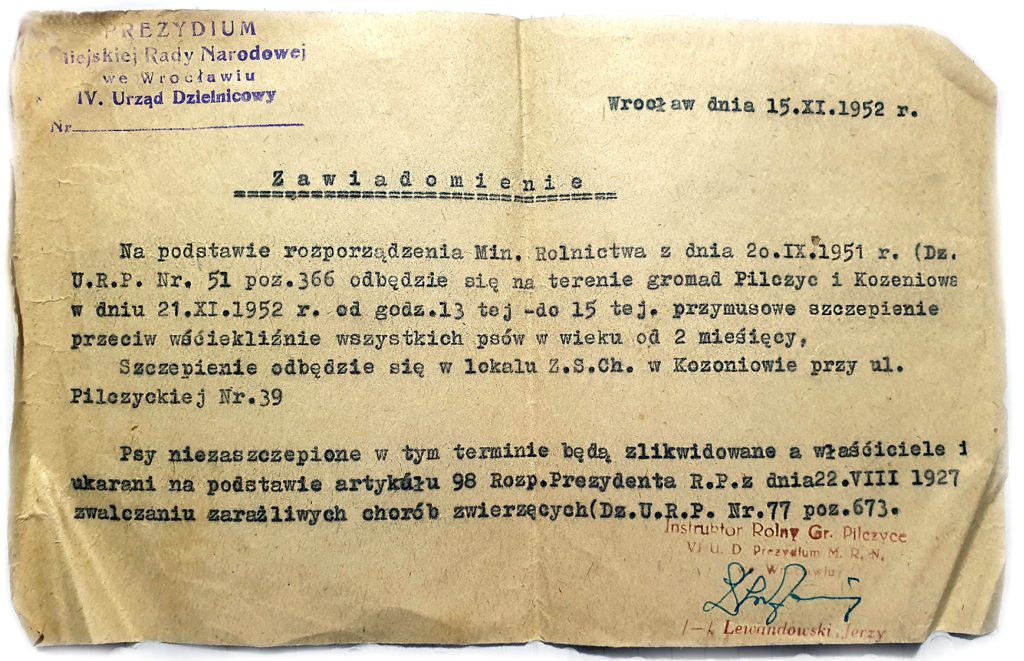 PREZYDIUM
Miejskiej Rady Narodowej
we Wrocławiu
IV. Urząd Dzielnicowy
Nr
Wrocław dnia 15.XI.1952 r.
Zawiadomienie
Na podstawie rozporządzenia Min. Rolnictwa z dnia 2o.IX.1951 r. (Dz.
U.R.P. Nr. 51 poz.366 odbędzie się na terenie gromad Pilczyc i Kozeniowa
w dniu 21.XI.1952 r. od godz.13 tej -do 15 tej. przymusowe szczepienie
przeciw wściekliźnie wszystkich psów w wieku od 2 mieśięcy,
Szczepienie odbędzie się w lokalu Z.S.Ch. w Kozoniowie przy ul.
Pilczyckiej Nr.39
Psy niezaszczepione w tym terminie będą zlikwidowane a właśćiciele i
ukarani na podstawie artykułu 98 Rozp.Prezydenta R.P.z dnia22.VIII 1927
zwalczaniu zaraźliwych chorób zwierzęcych(Dz.U.R.P. Nr.77 poz.673.
Instruktor Rolny Gr. Pilczyce
VI U. D Prezydium M. R. N.
Wrocławiu
/-/ Lewandowski Jerzy